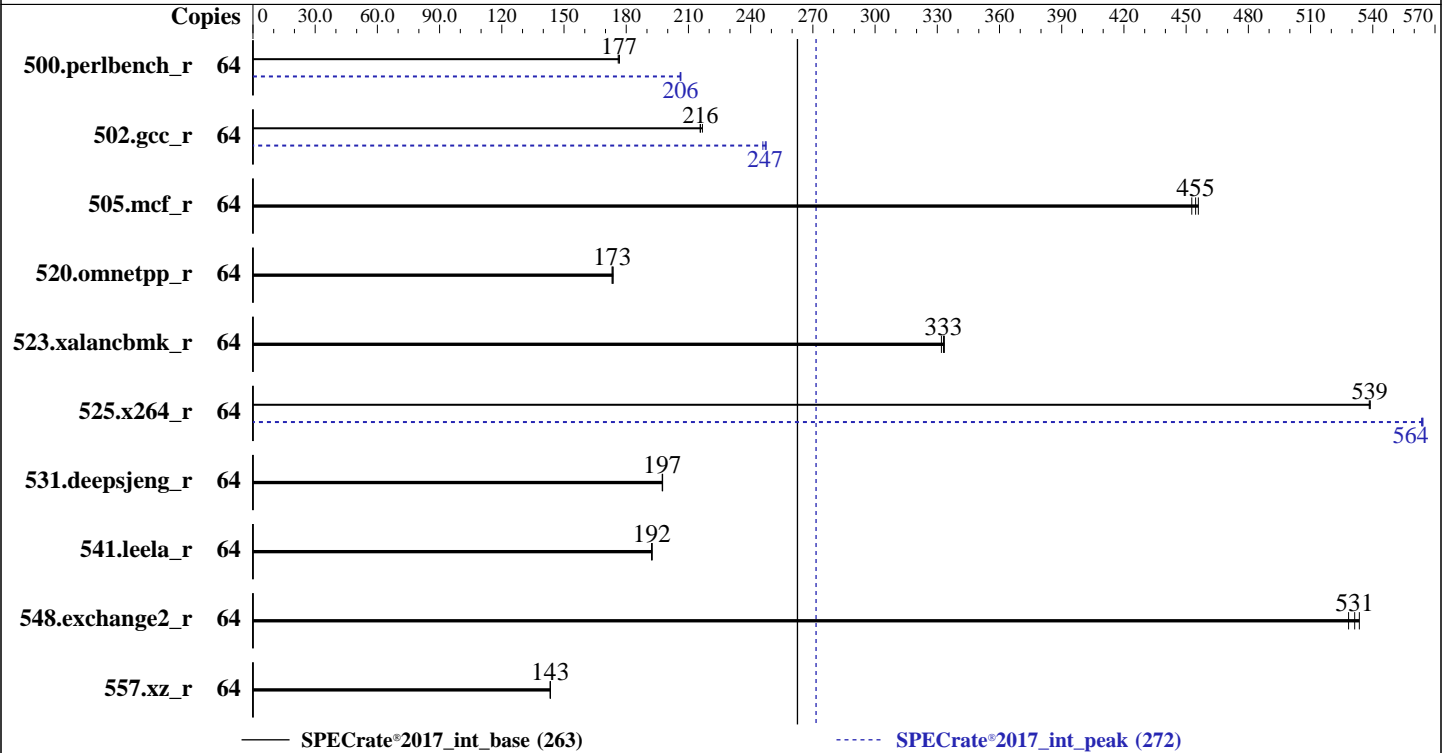 Copies 0 30.0 60.0 90.0 120 150 180 210 240 270 300 330 360 390 420 450 480 510 540 570
500.perlbench_r 64 177
206
502.gcc_r 64 216
247
505.mcf_r 64 455
520.omnetpp_r 64 173
523.xalancbmk_r 64 333
525.x264_r 64 539
564
531.deepsjeng_r 64 197
541.leela_r 64 192
548.exchange2_r 64 531
557.xz_r 64 143
SPECrate®2017_int_base (263) SPECrate®2017_int_peak (272)